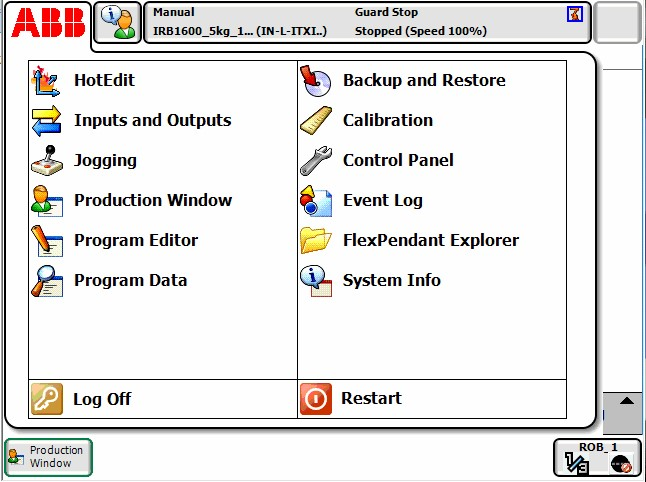 ABB
Manual
Guard Stop
IRB1600_5kg_1... (IN-L-ITXI..)
Stopped (Speed 100%)
HotEdit
Inputs and Outputs
Jogging
Production Window
Program Editor
Program Data
Backup and Restore
Calibration
Control Panel
Event Log
FlexPendant Explorer
System Info
Log Off
Restart
Production
Window
ROB_1